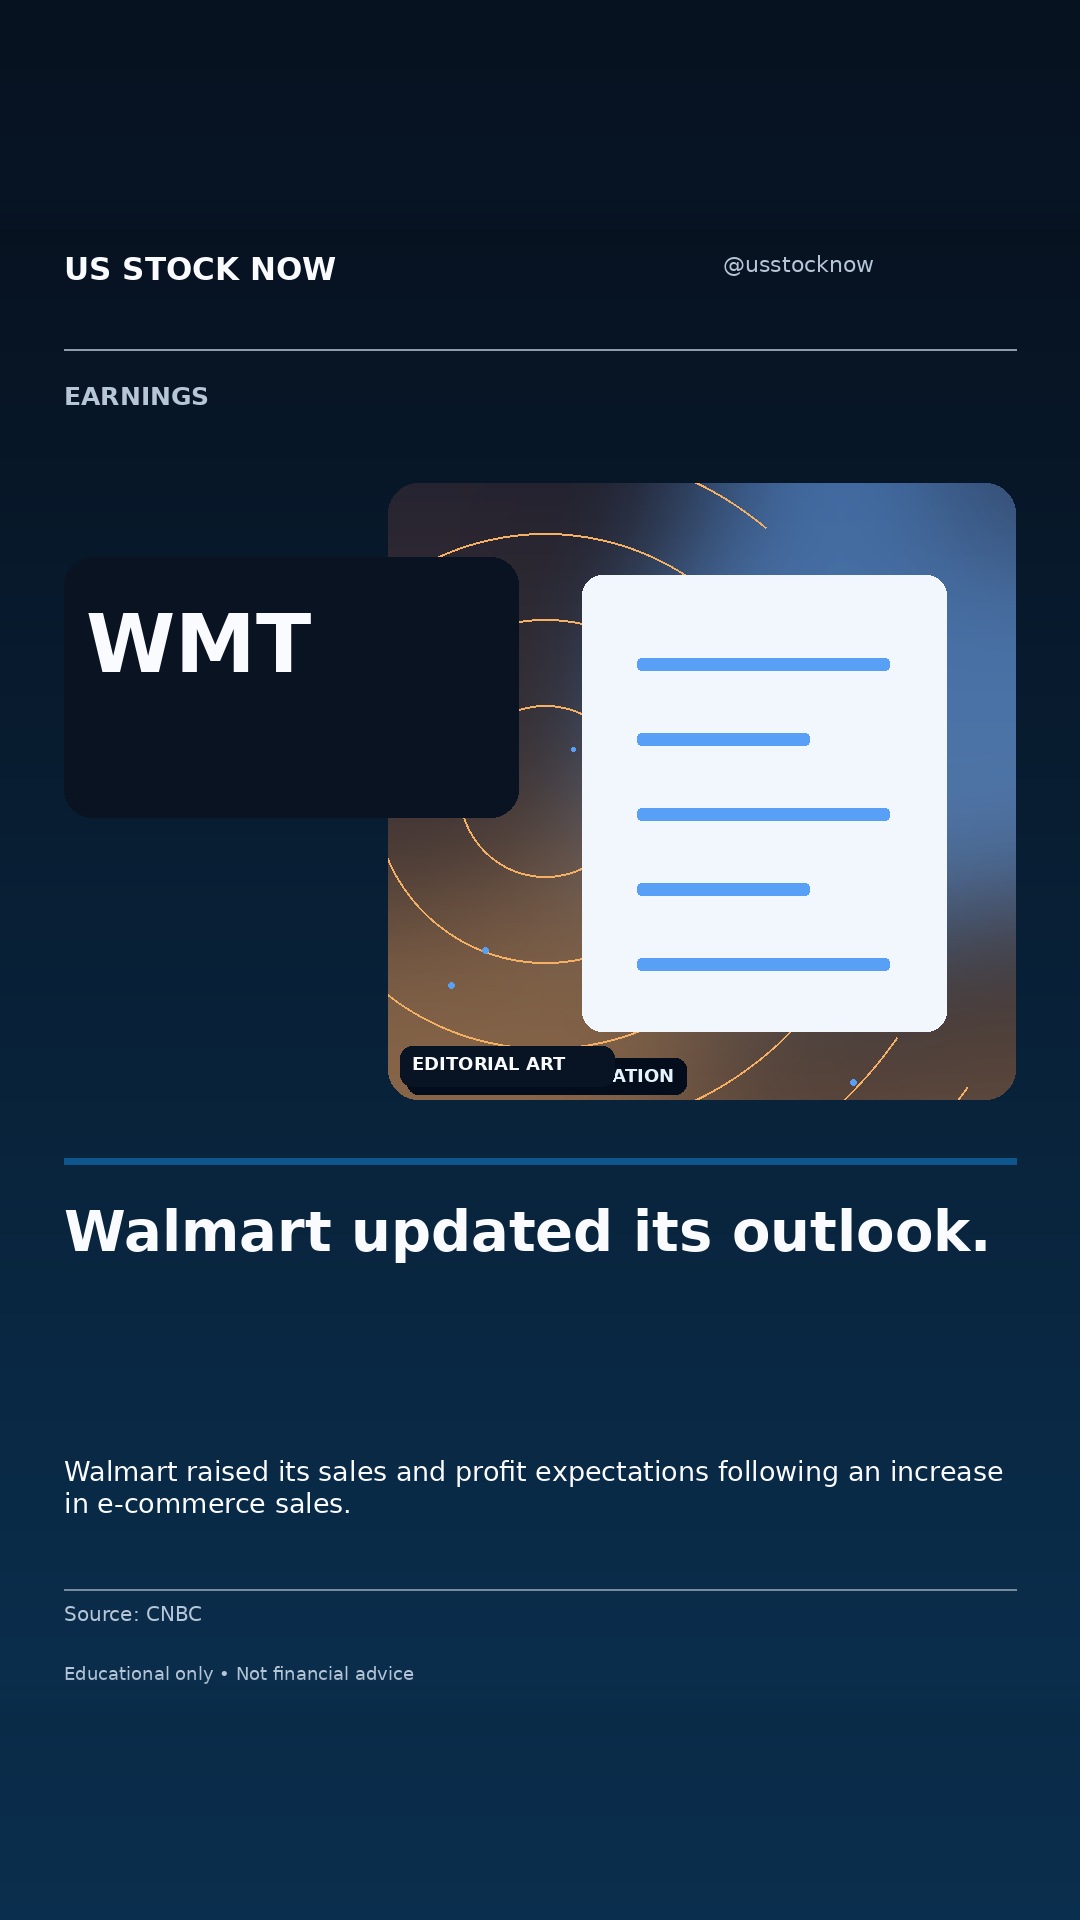 US STOCK NOW
@usstocknow
EARNINGS
WMT
EDITORIAL ART
Walmart updated its outlook.
Walmart raised its sales and profit expectations following an increase
in e-commerce sales.
Source: CNBC
Educational only • Not financial advice